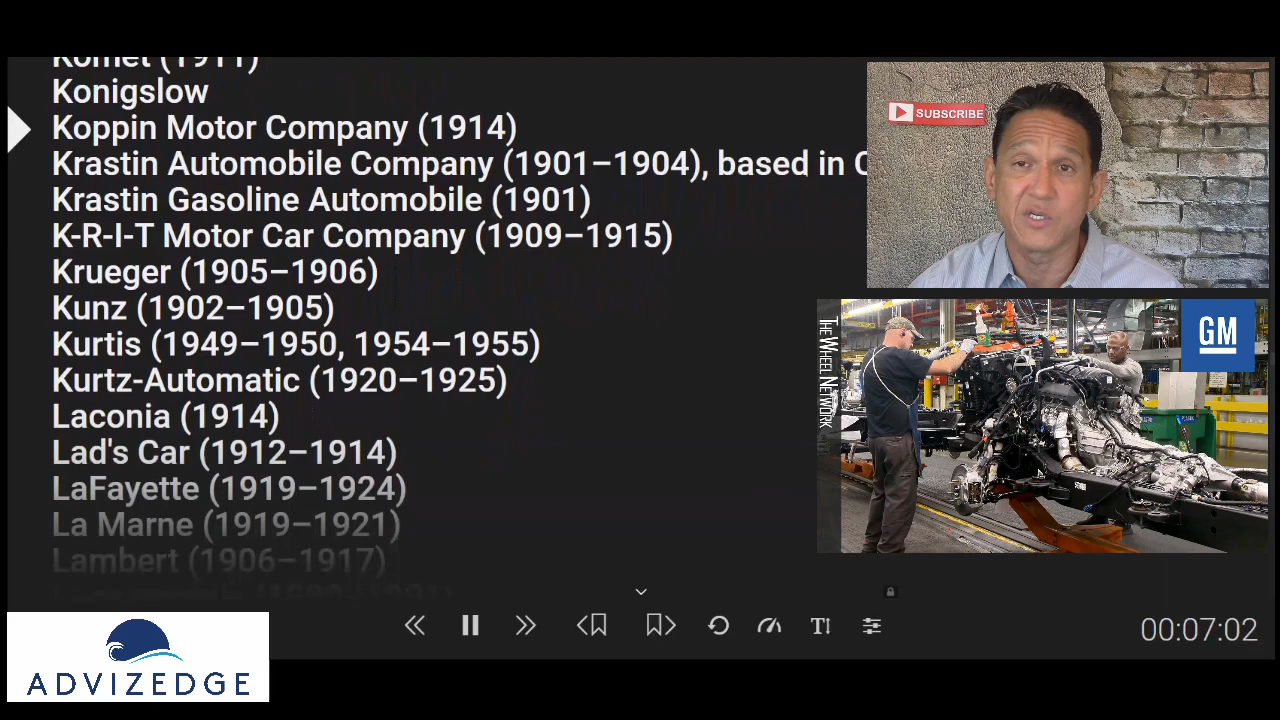 Komet (1911)
Konigslow
Koppin Motor Company (1914)
Krastin Automobile Company (1901–1904), based in
Krastin Gasoline Automobile (1901)
K-R-I-T Motor Car Company (1909–1915)
Krueger (1905–1906)
Kunz (1902–1905)
Kurtis (1949–1950, 1954–1955)
Kurtz-Automatic (1920–1925)
Laconia (1914)
Lad's Car (1912–1914)
LaFayette (1919–1924)
La Marne (1919–1921)
Lambert (1906–1917)
SUBSCRIBE
THE WHEEL NETWORK
GM
TI
00:07:02
ADVIZEDGE